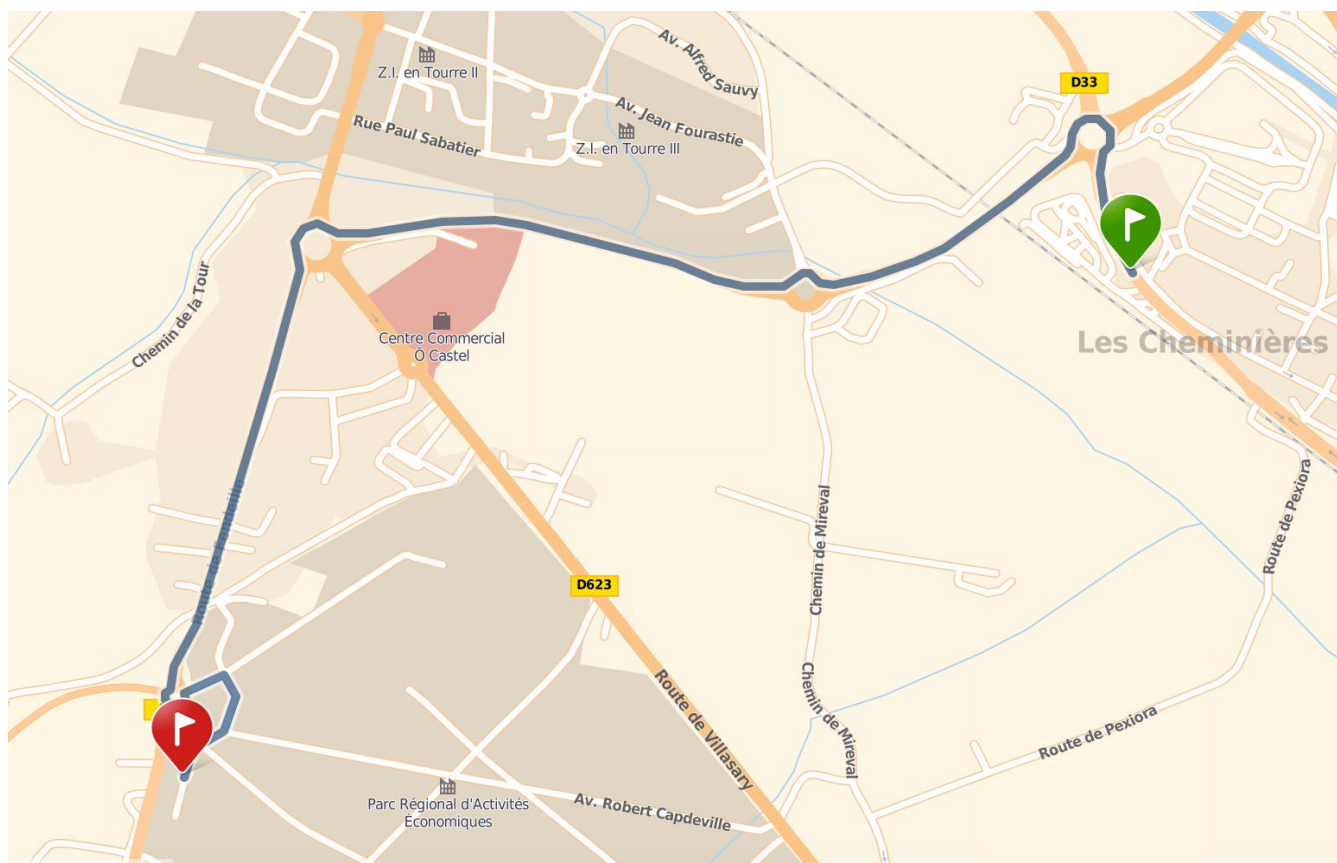 Av. Alfred Sauvy
Z.I. en Tourre II
D33
Av. Jean Fourastie
Rue Paul Sabatier
Z.I. en Tourre III
Chemin de la Tour
Centre Commercial
Ô Castel
Les Cheminières
Route de Pexiora
Chemin de Mireval
D623
Route de Villasary
Chemin de Mireval
Route de Pexiora
Parc Régional d'Activités
Économiques
Av. Robert Capdeville